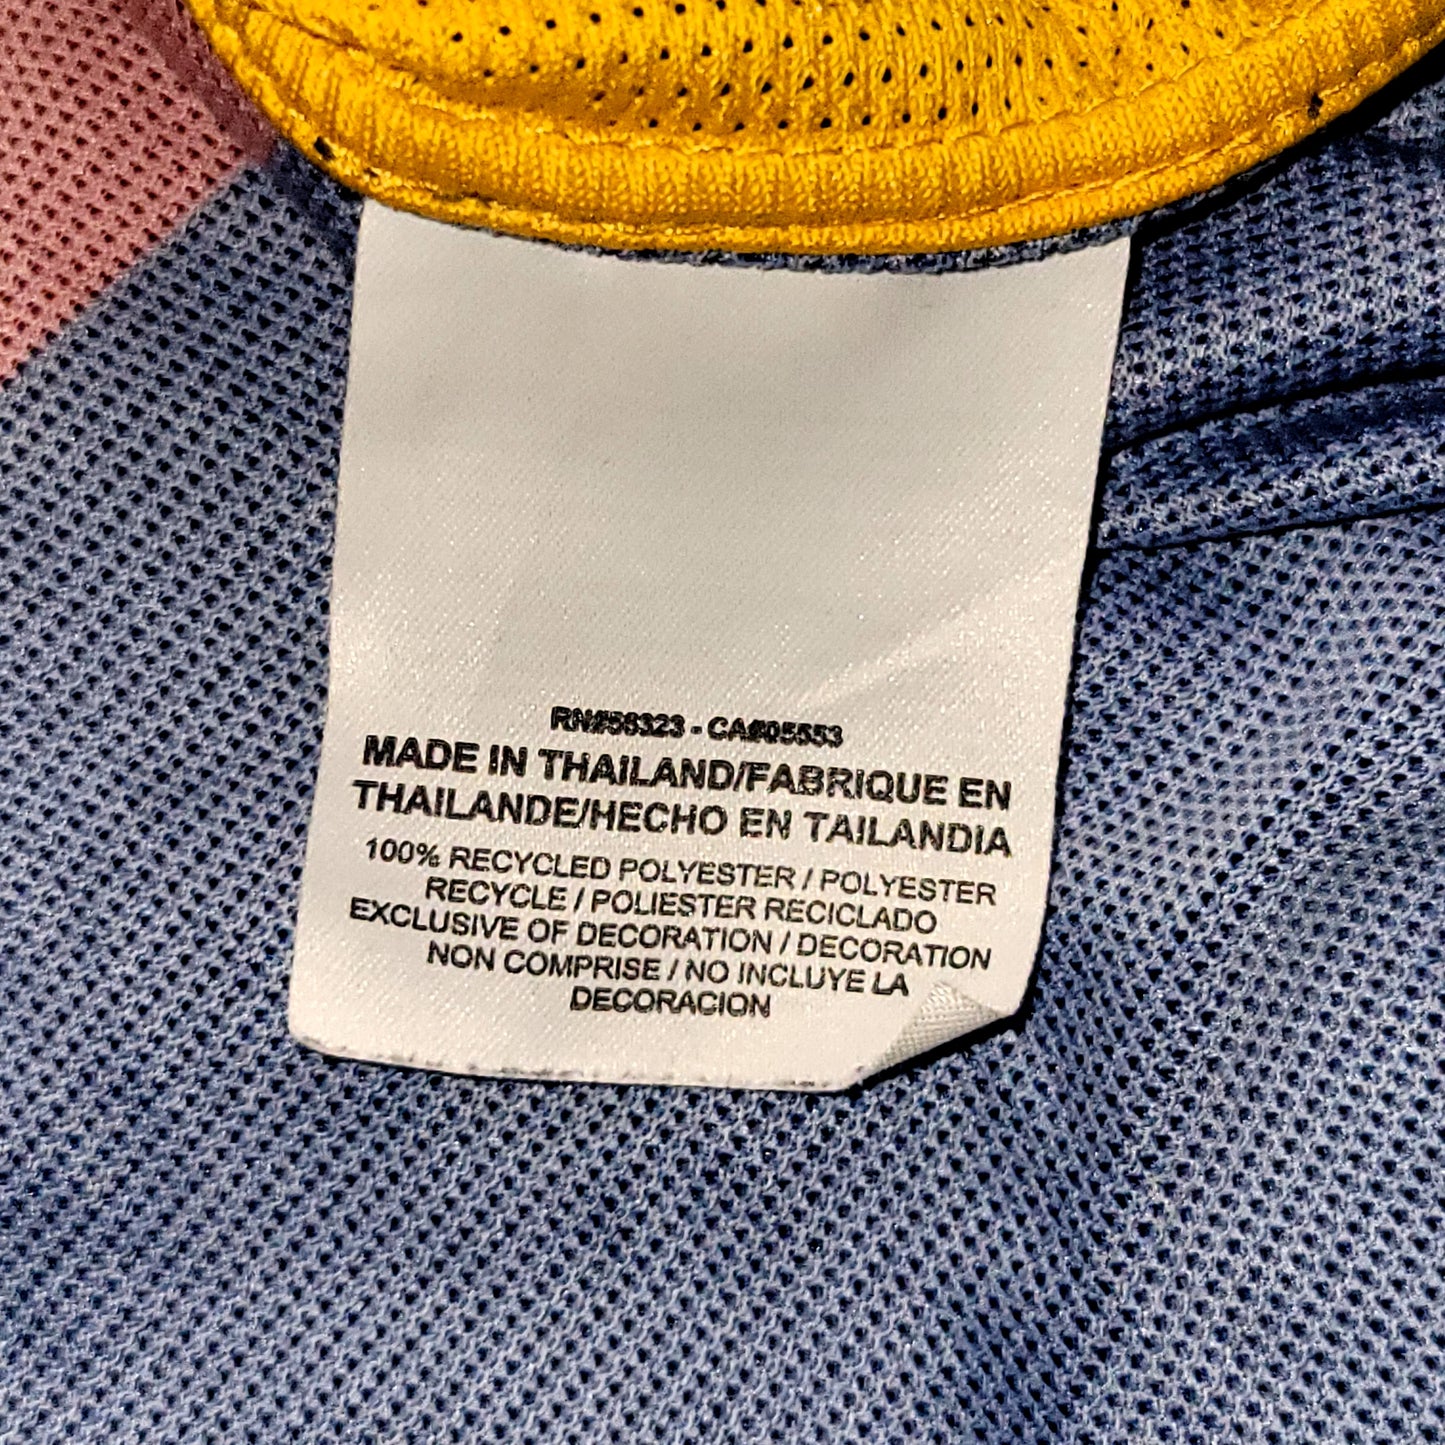 RN#56323 - CA#05553
MADE IN THAILAND/FABRIQUE EN
THAILANDE/HECHO EN TAILANDIA
100% RECYCLED POLYESTER / POLYESTER
RECYCLE / POLIESTER RECICLADO
EXCLUSIVE OF DECORATION / DECORATION
NON COMPRISE / NO INCLUYE LA
DECORACION